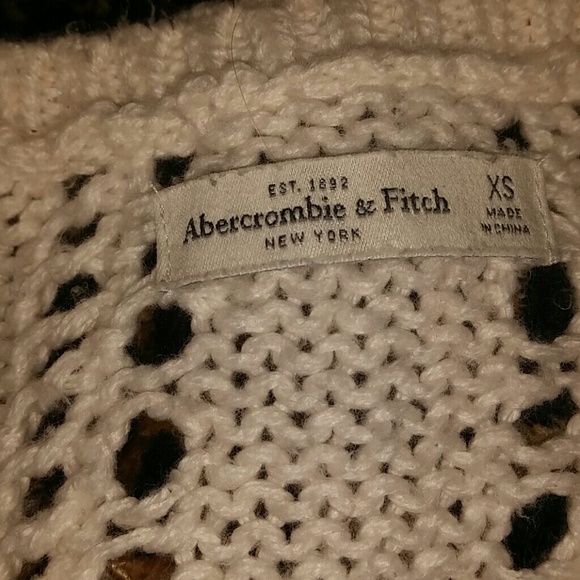 EST. 1892
Abercrombie & Fitch
NEW YORK
XS
MADE
IN CHINA